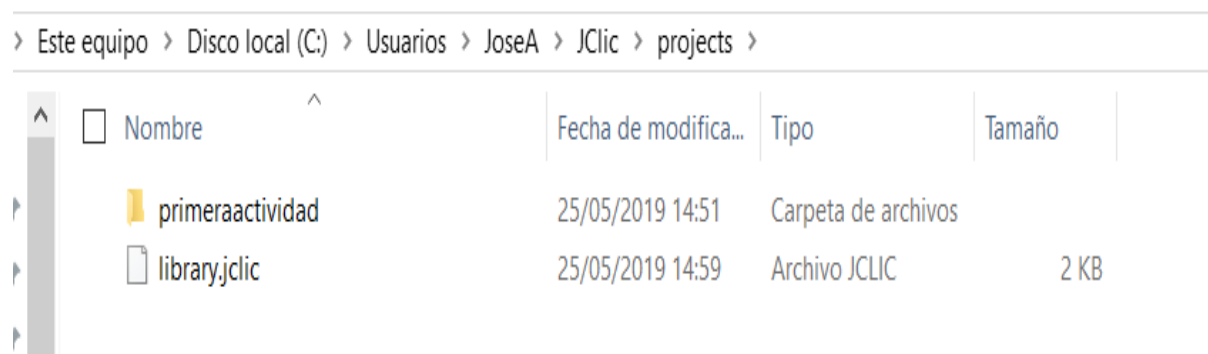 Este equipo > Disco local (C:) > Usuarios > JoseA > JClic > projects >
Nombre Fecha de modifica... Tipo Tamaño
primeraactividad 25/05/2019 14:51 Carpeta de archivos
library.jclic 25/05/2019 14:59 Archivo JCLIC 2 KB